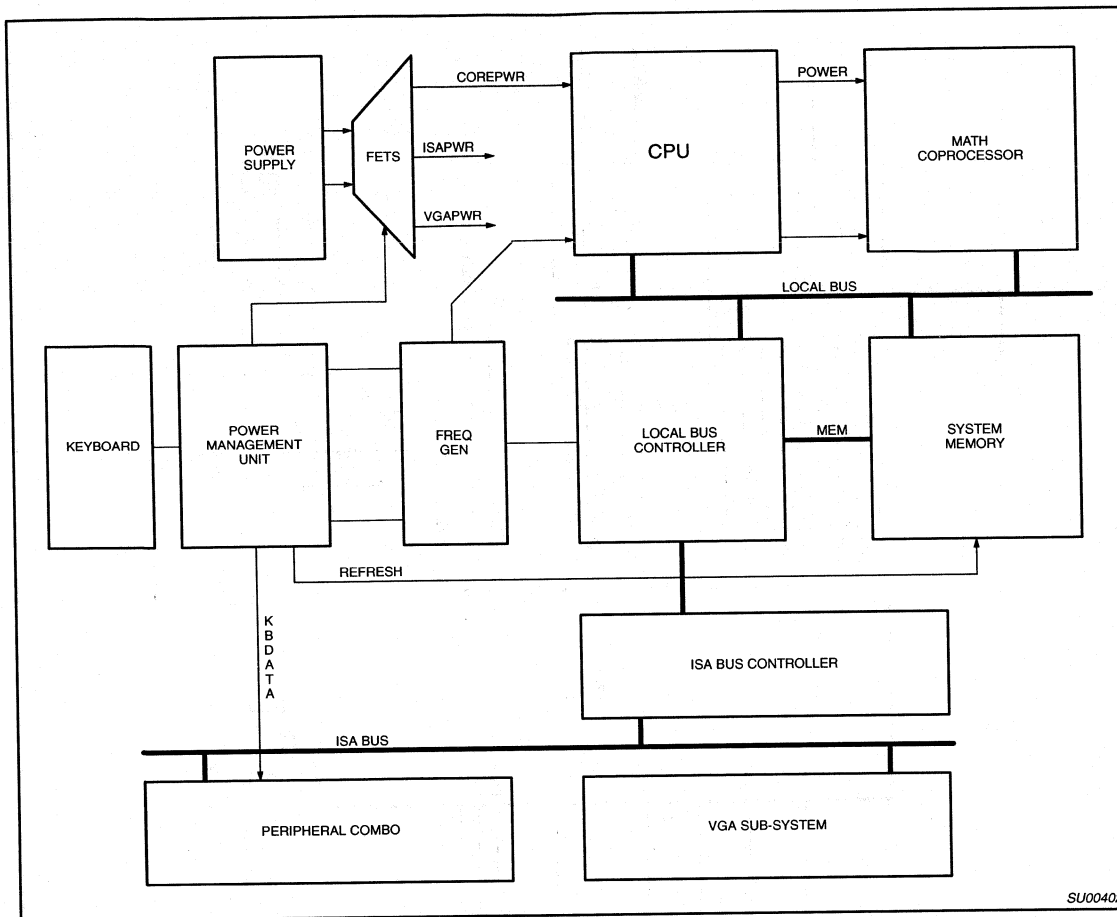 COREPWR
POWER
POWER
SUPPLY
FETS
ISAPWR
CPU
MATH
COPROCESSOR
VGAPWR
LOCAL BUS
KEYBOARD
POWER
MANAGEMENT
UNIT
FREQ
GEN
LOCAL BUS
CONTROLLER
MEM
SYSTEM
MEMORY
REFRESH
KBDATA
ISA BUS CONTROLLER
ISA BUS
PERIPHERAL COMBO
VGA SUB-SYSTEM